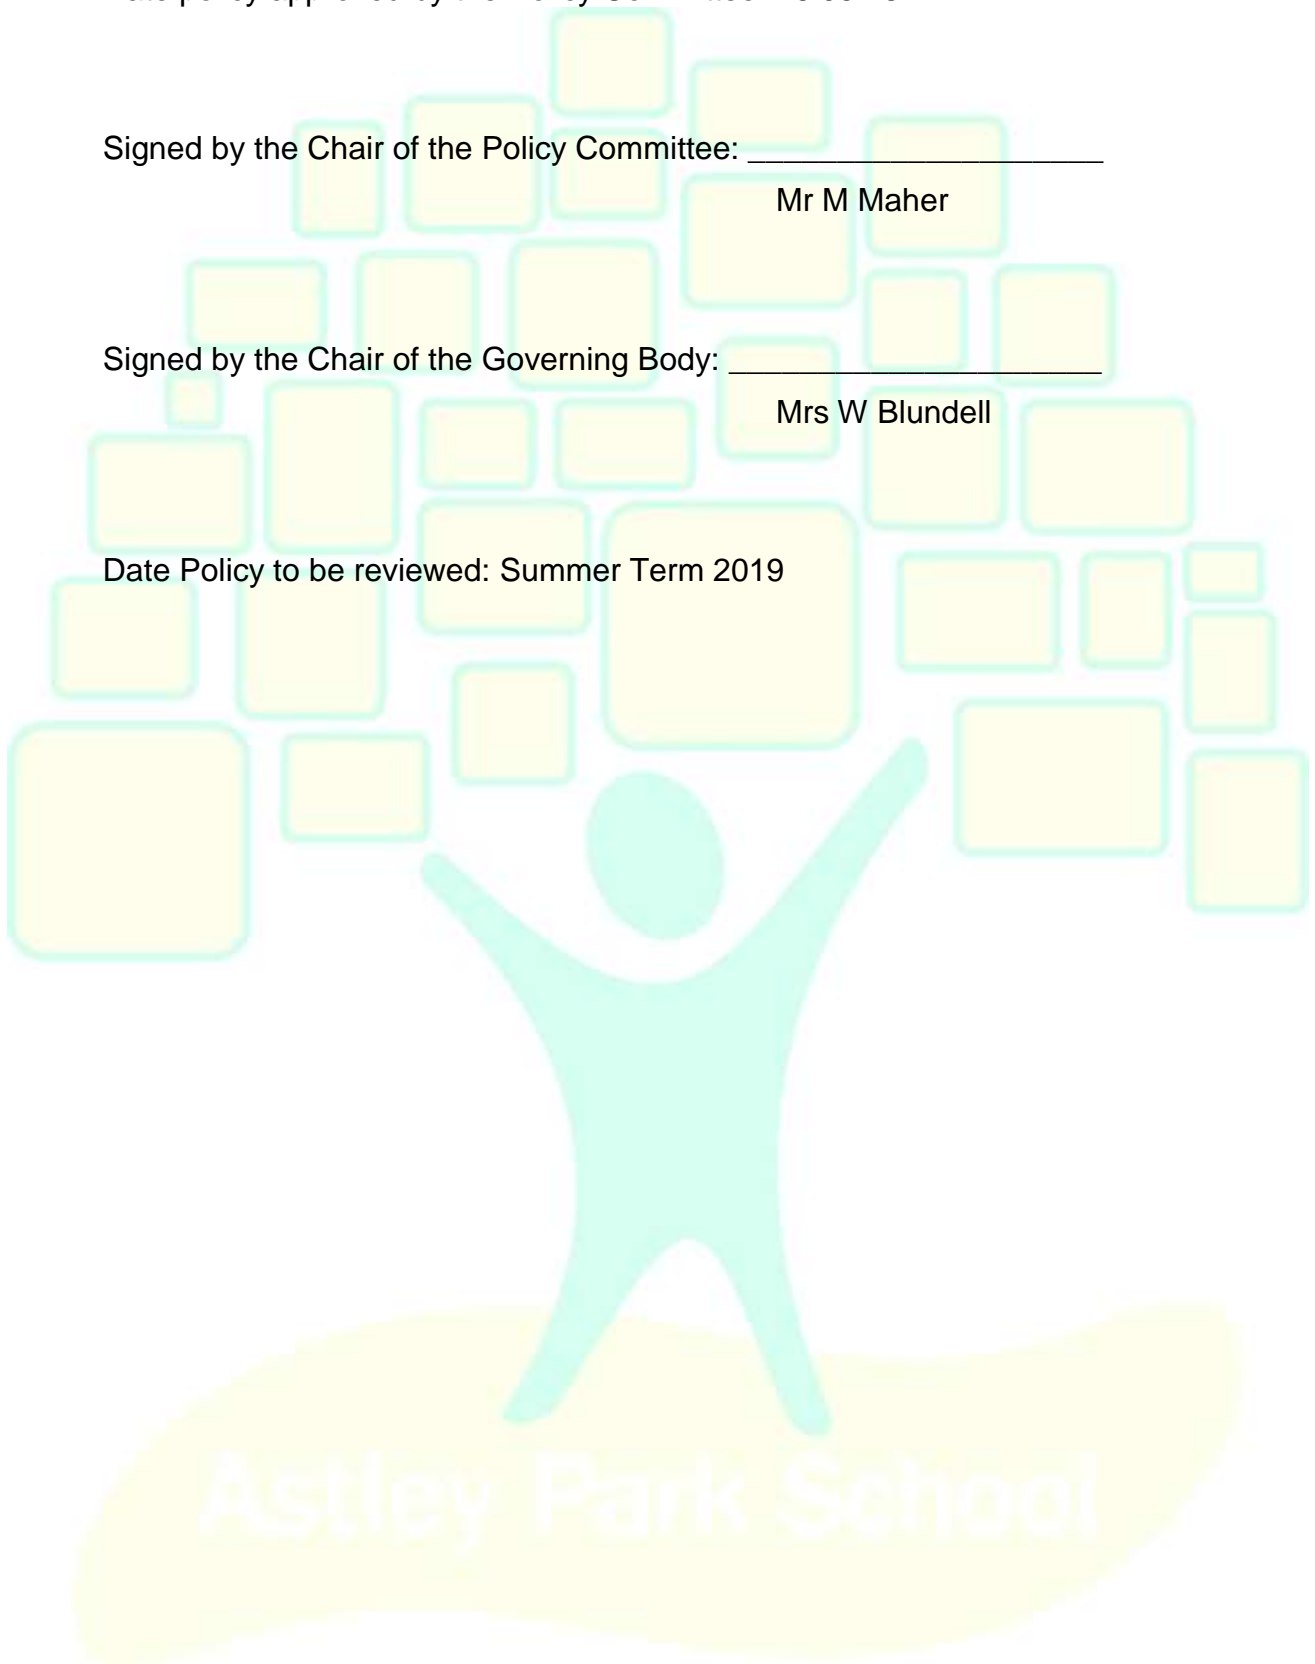 Signed by the Chair of the Policy Committee: ____________________
Mr M Maher
Signed by the Chair of the Governing Body: _____________________
Mrs W Blundell
Date Policy to be reviewed: Summer Term 2019
Astley Park School